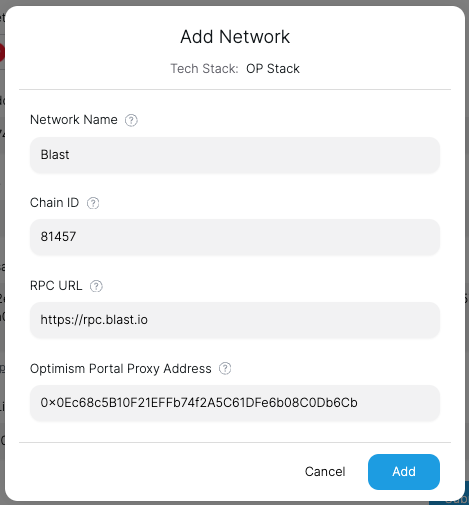 Add Network
Tech Stack: OP Stack
Network Name ?
Blast
Chain ID ?
81457
RPC URL ?
https://rpc.blast.io
Optimism Portal Proxy Address ?
0x0Ec68c5B10F21EFFb74f2A5C61DFe6b08C0Db6Cb
Cancel Add